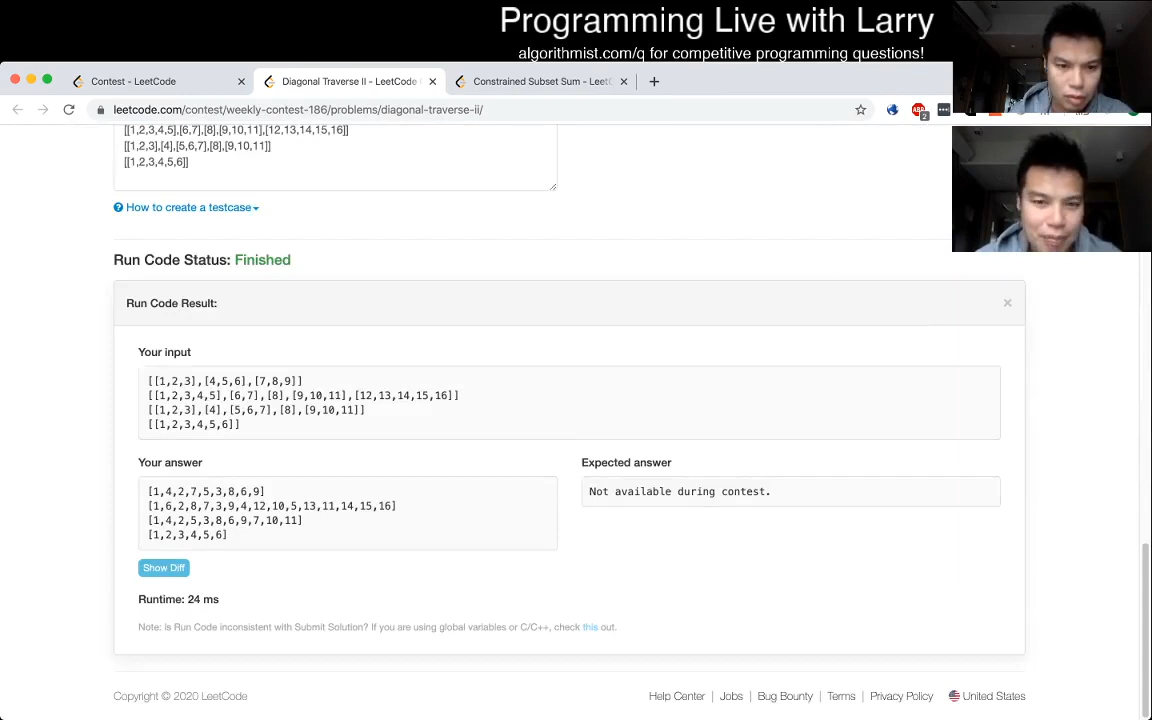 Programming Live with Larry
algorithmist.com/q for competitive programming questions!
Contest - LeetCode
Diagonal Traverse II - LeetCode
Constrained Subset Sum - Leet
leetcode.com/contest/weekly-contest-186/problems/diagonal-traverse-ii/
ABP
2
[[1,2,3,4,5],[6,7],[8],[9,10,11],[12,13,14,15,16]]
[[1,2,3],[4],[5,6,7],[8],[9,10,11]]
[[1,2,3,4,5,6]]
How to create a testcase
Run Code Status: Finished
Run Code Result:
×
Your input
[[1,2,3],[4,5,6],[7,8,9]]
[[1,2,3,4,5],[6,7],[8],[9,10,11],[12,13,14,15,16]]
[[1,2,3],[4],[5,6,7],[8],[9,10,11]]
[[1,2,3,4,5,6]]
Your answer
[1,4,2,7,5,3,8,6,9]
[1,6,2,8,7,3,9,4,12,10,5,13,11,14,15,16]
[1,4,2,5,3,8,6,9,7,10,11]
[1,2,3,4,5,6]
Expected answer
Not available during contest.
Show Diff
Runtime: 24 ms
Note: Is Run Code inconsistent with Submit Solution? If you are using global variables or C/C++, check this out.
Copyright © 2020 LeetCode
Help Center | Jobs | Bug Bounty | Terms | Privacy Policy United States